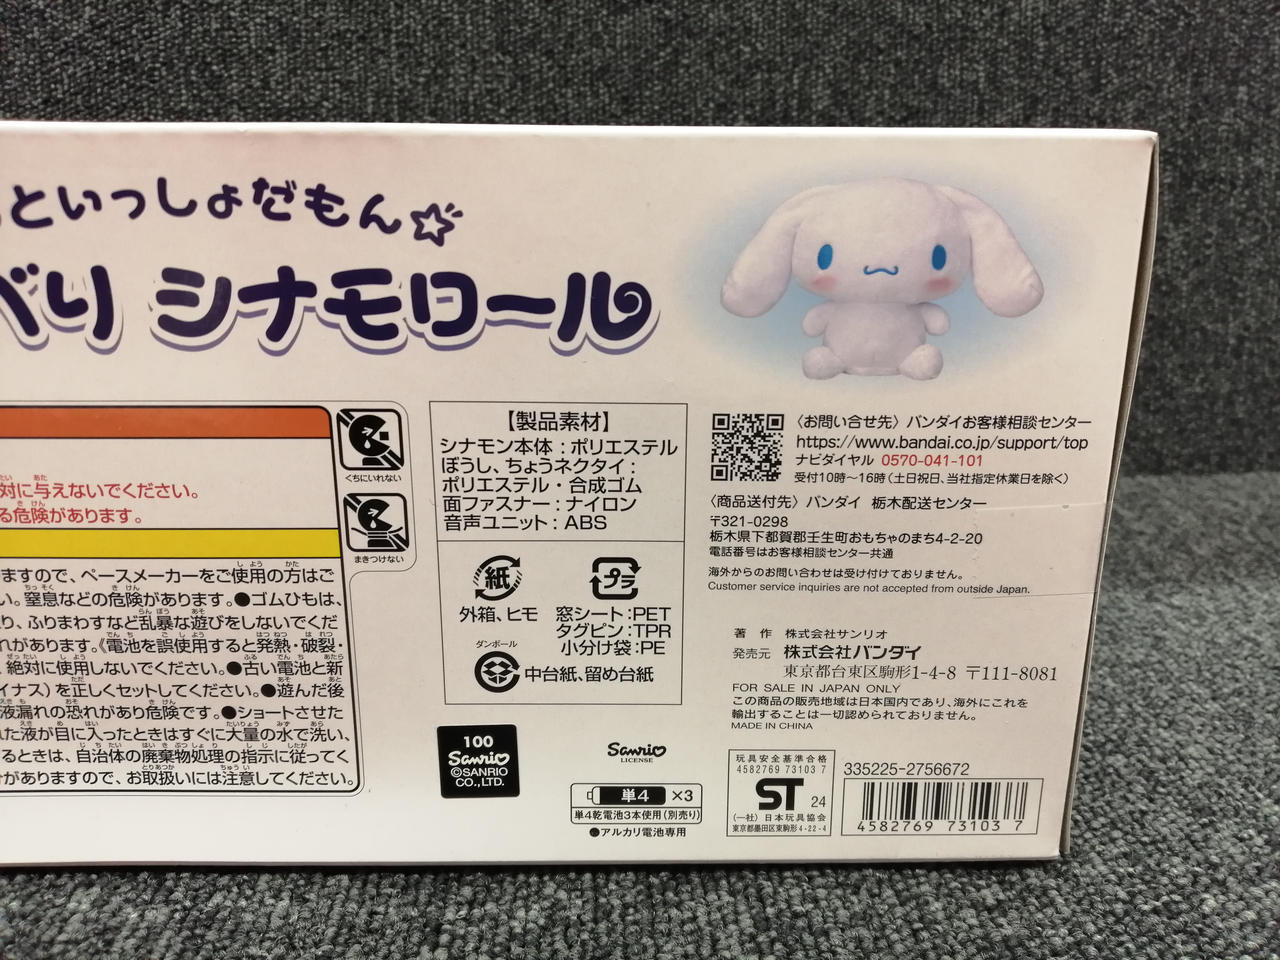 といっしょだもん
べり シナモロール
対に与えないでください。
る危険があります。
くちにいれない
まきつけない
ますので、ペースメーカーをご使用の方はご
い。窒息などの危険があります。●ゴムひもは、
り、ふりまわすなど乱暴な遊びをしないでくだ
れがあります。《電池を誤使用すると発熱・破裂・
絶対に使用しないでください。●古い電池と新
イナス)を正しくセットしてください。●遊んだ後
液漏れの恐れがあり危険です。●ショートさせた
た液が目に入ったときはすぐに大量の水で洗い、
るときは、自治体の廃棄物処理の指示に従ってく
がありますので、お取扱いには注意してください。
【製品素材】
シナモン本体：ポリエステル
ぼうし、ちょうネクタイ：
ポリエステル・合成ゴム
面ファスナー：ナイロン
音声ユニット：ABS
紙
外箱、ヒモ
プラ
窓シート：PET
タグピン：TPR
小分け袋：PE
ダンボール
中台紙、留め台紙
100
Sanrio
©SANRIO
CO.,LTD.
Sanrio
LICENSE
単4 ×3
単4乾電池3本使用(別売り)
●アルカリ電池専用
〈お問い合せ先〉バンダイお客様相談センター
https://www.bandai.co.jp/support/top
ナビダイヤル 0570-041-101
受付10時～16時(土日祝日、当社指定休業日を除く)
〈商品送付先〉バンダイ 栃木配送センター
〒321-0298
栃木県下都賀郡壬生町おもちゃのまち4-2-20
電話番号はお客様相談センター共通
海外からのお問い合わせは受け付けておりません。
Customer service inquiries are not accepted from outside Japan.
著 作 株式会社サンリオ
発売元 株式会社バンダイ
東京都台東区駒形1-4-8 〒111-8081
FOR SALE IN JAPAN ONLY
この商品の販売地域は日本国内であり、海外にこれを
輸出することは一切認められておりません。
MADE IN CHINA
玩具安全基準合格
4582769 73103 7
ST 24
(一社)日本玩具協会
東京都墨田区東駒形4-22-4
335225-2756672
4 582769 731037